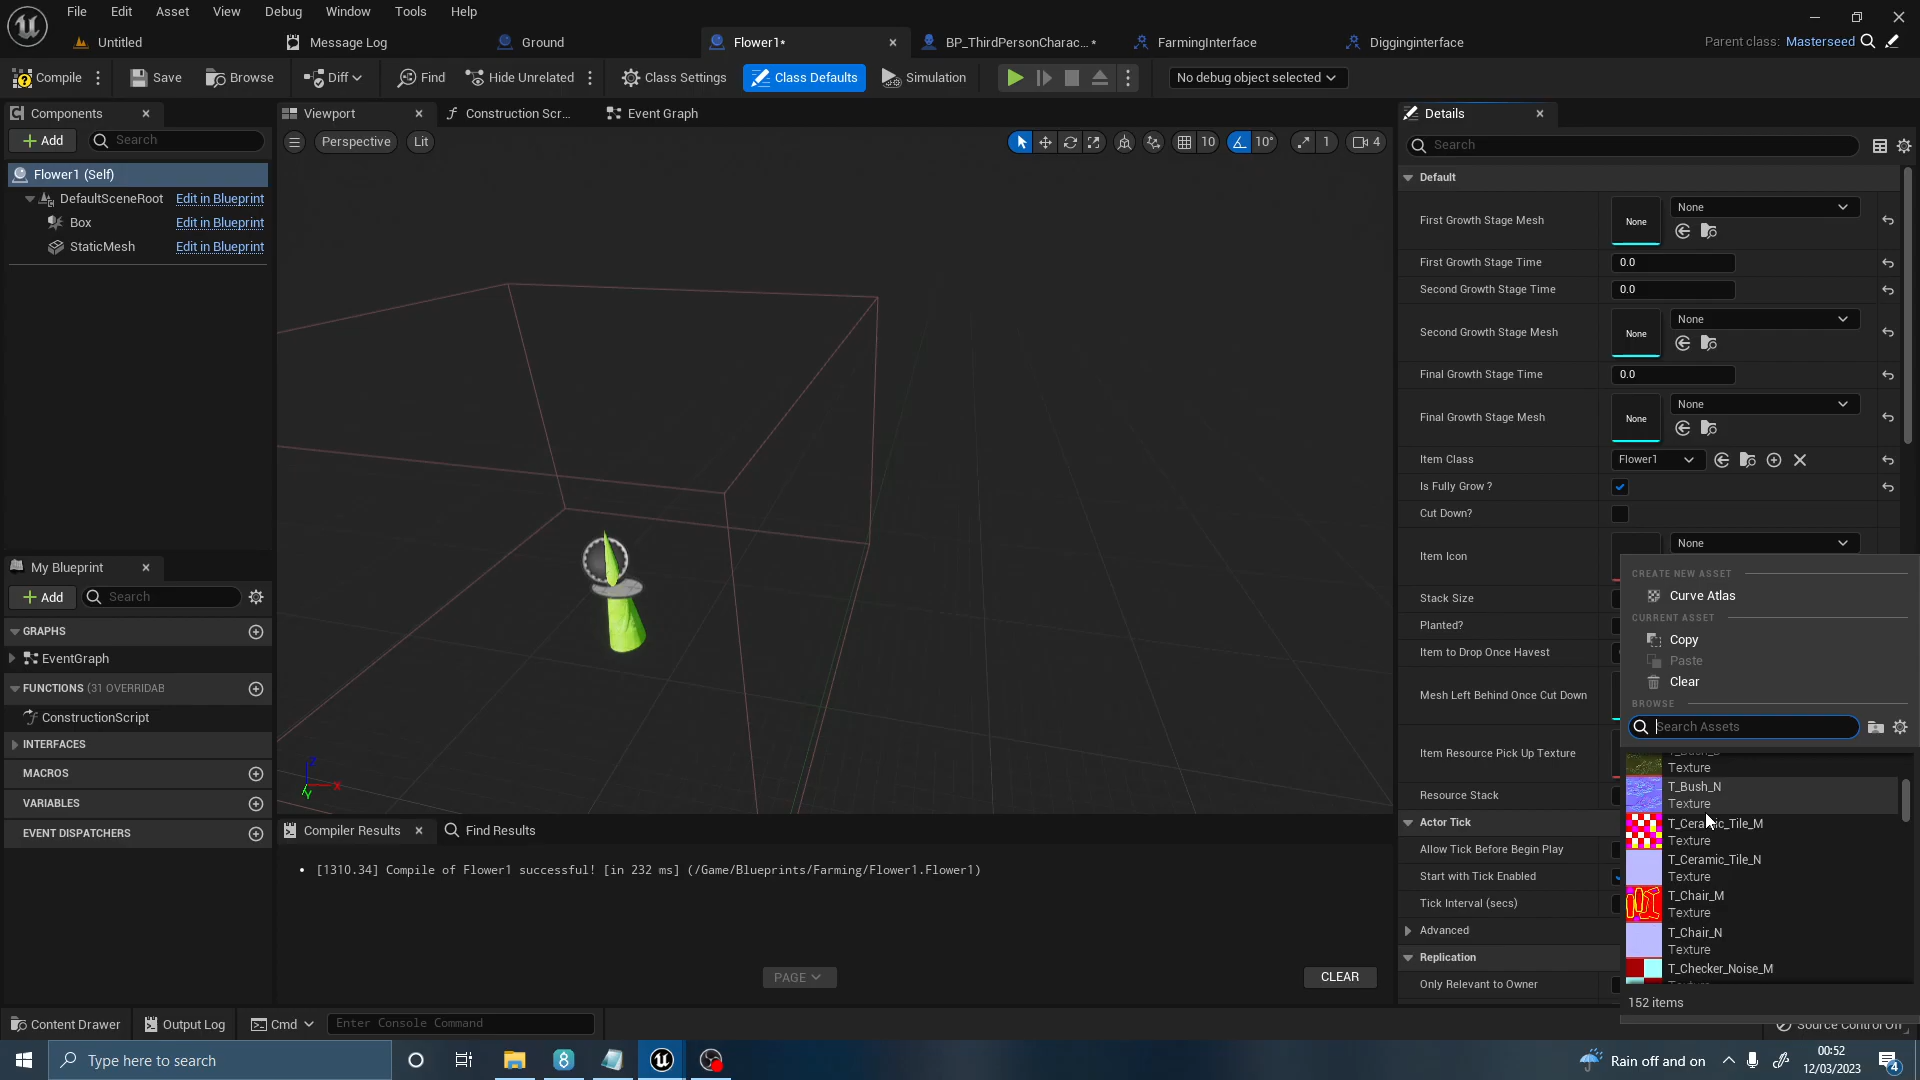 File Edit Asset View Debug Window Tools Help
Untitled Message Log Ground Flower1* BP_ThirdPersonCharac...* FarmingInterface Digginginterface Parent class: Masterseed
Compile Save Browse Diff Find Hide Unrelated Class Settings Class Defaults Simulation No debug object selected
Components Viewport Construction Scr... Event Graph Details
Add Search Perspective Lit 10 10° 1 4 Search
Flower1 (Self)
DefaultSceneRoot Edit in Blueprint
Box Edit in Blueprint
StaticMesh Edit in Blueprint
Default
First Growth Stage Mesh None None
First Growth Stage Time 0.0
Second Growth Stage Time 0.0
Second Growth Stage Mesh None None
Final Growth Stage Time 0.0
Final Growth Stage Mesh None None
Item Class Flower1
Is Fully Grow ?
Cut Down?
Item Icon None
Stack Size
Planted?
Item to Drop Once Havest
Mesh Left Behind Once Cut Down
Item Resource Pick Up Texture
Resource Stack
Actor Tick
Allow Tick Before Begin Play
Start with Tick Enabled
Tick Interval (secs)
Advanced
Replication
Only Relevant to Owner
CREATE NEW ASSET
Curve Atlas
CURRENT ASSET
Copy
Paste
Clear
BROWSE
Search Assets
Texture
T_Bush_N
Texture
T_Ceramic_Tile_M
Texture
T_Ceramic_Tile_N
Texture
T_Chair_M
Texture
T_Chair_N
Texture
T_Checker_Noise_M
152 items
My Blueprint
Add Search
GRAPHS
EventGraph
FUNCTIONS (31 OVERRIDAB
ConstructionScript
INTERFACES
MACROS
VARIABLES
EVENT DISPATCHERS
Z X Y
Compiler Results Find Results
• [1310.34] Compile of Flower1 successful! [in 232 ms] (/Game/Blueprints/Farming/Flower1.Flower1)
PAGE CLEAR
Content Drawer Output Log Cmd Enter Console Command Source Control Off
Type here to search 8 Rain off and on 00:52
12/03/2023 4